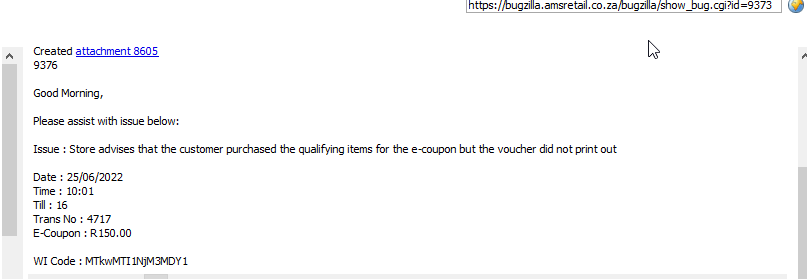 https://bugzilla.amsretail.co.za/bugzilla/show_bug.cgi?id=9373
Created attachment 8605
9376
Good Morning,
Please assist with issue below:
Issue : Store advises that the customer purchased the qualifying items for the e-coupon but the voucher did not print out
Date : 25/06/2022
Time : 10:01
Till : 16
Trans No : 4717
E-Coupon : R150.00
WI Code : MTkwMTI1NjM3MDY1